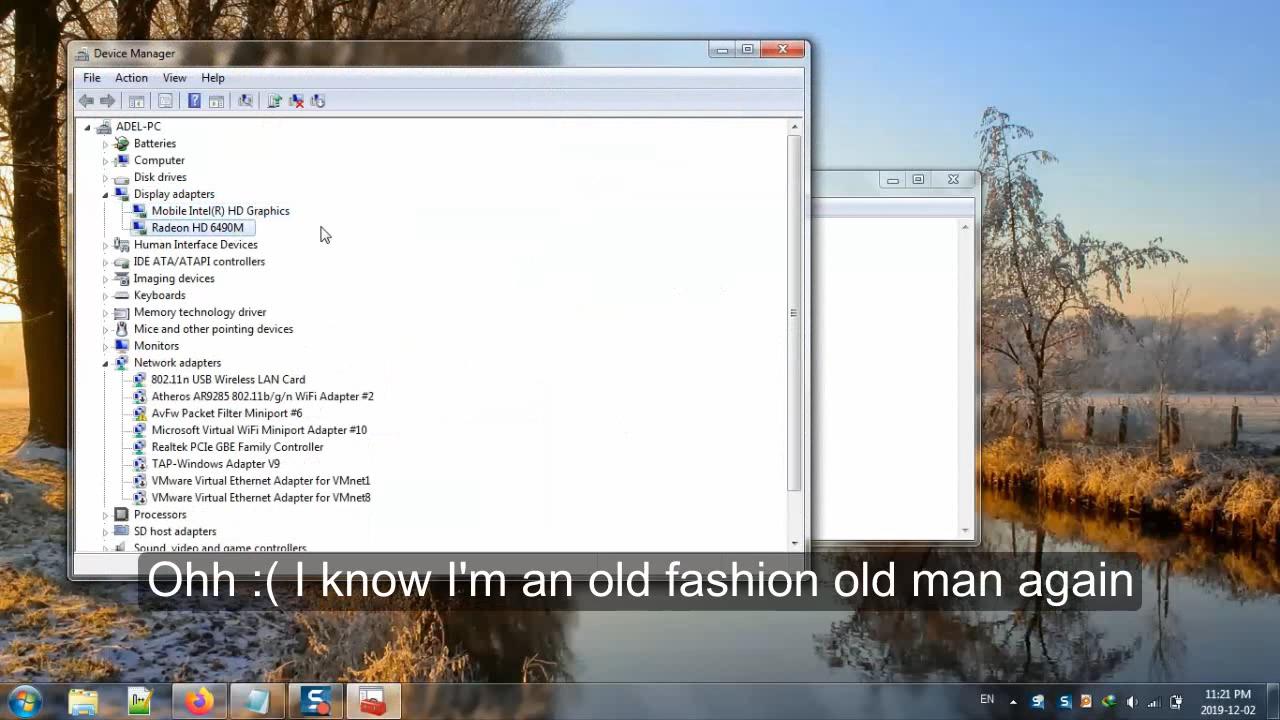 Device Manager
File Action View Help
ADEL-PC
Batteries
Computer
Disk drives
Display adapters
Mobile Intel(R) HD Graphics
Radeon HD 6490M
Human Interface Devices
IDE ATA/ATAPI controllers
Imaging devices
Keyboards
Memory technology driver
Mice and other pointing devices
Monitors
Network adapters
802.11n USB Wireless LAN Card
Atheros AR9285 802.11b/g/n WiFi Adapter #2
AvFw Packet Filter Miniport #6
Microsoft Virtual WiFi Miniport Adapter #10
Realtek PCIe GBE Family Controller
TAP-Windows Adapter V9
VMware Virtual Ethernet Adapter for VMnet1
VMware Virtual Ethernet Adapter for VMnet8
Processors
SD host adapters
Sound, video and game controllers
Ohh :( I know I'm an old fashion old man again
EN
11:21 PM
2019-12-02